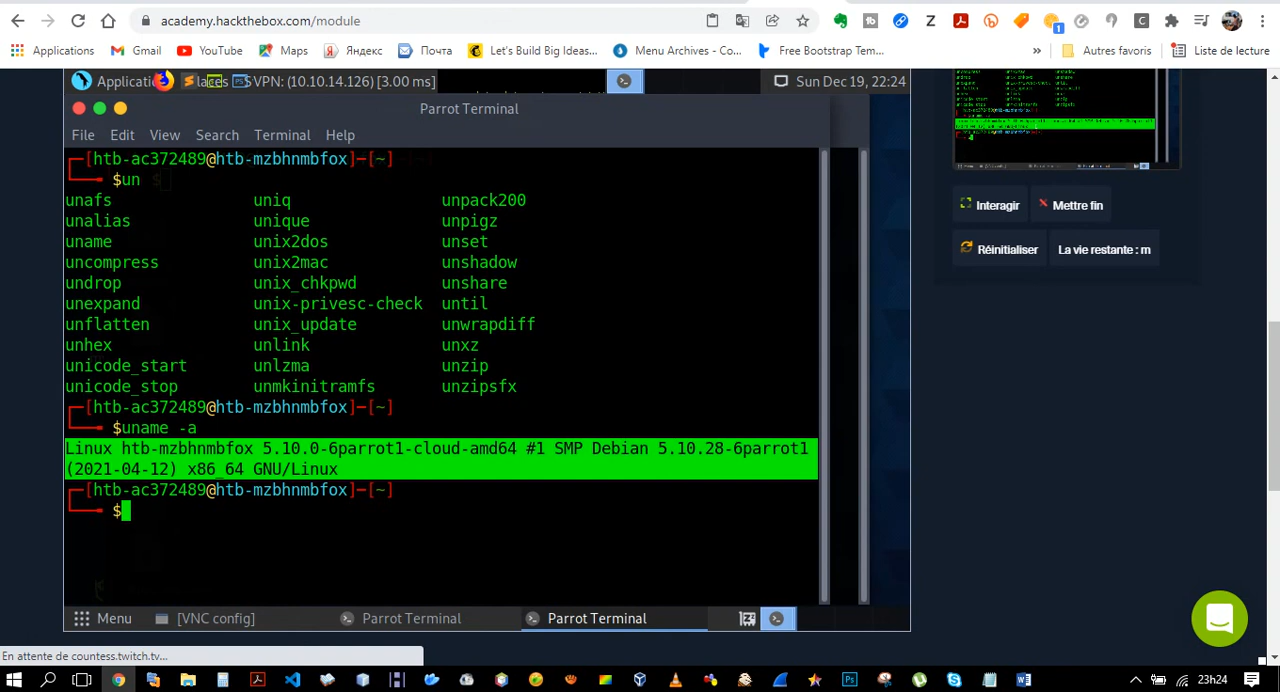 academy.hackthebox.com/module
Applications Gmail YouTube Maps Яндекс Почта Let's Build Big Ideas... Menu Archives - Co... Free Bootstrap Tem... » Autres favoris Liste de lecture
VPN: (10.10.14.126) [3.00 ms] Sun Dec 19, 22:24
Parrot Terminal
File Edit View Search Terminal Help
┌─[htb-ac372489@htb-mzbhnmbfox]─[~]
└──╼ $un
unafs uniq unpack200
unalias unique unpigz
uname unix2dos unset
uncompress unix2mac unshadow
undrop unix_chkpwd unshare
unexpand unix-privesc-check until
unflatten unix_update unwrapdiff
unhex unlink unxz
unicode_start unlzma unzip
unicode_stop unmkinitramfs unzipsfx
┌─[htb-ac372489@htb-mzbhnmbfox]─[~]
└──╼ $uname -a
Linux htb-mzbhnmbfox 5.10.0-6parrot1-cloud-amd64 #1 SMP Debian 5.10.28-6parrot1
(2021-04-12) x86_64 GNU/Linux
┌─[htb-ac372489@htb-mzbhnmbfox]─[~]
└──╼ $
Menu [VNC config] Parrot Terminal Parrot Terminal
Interagir Mettre fin
Réinitialiser La vie restante : m
En attente de countess.twitch.tv...
23h24